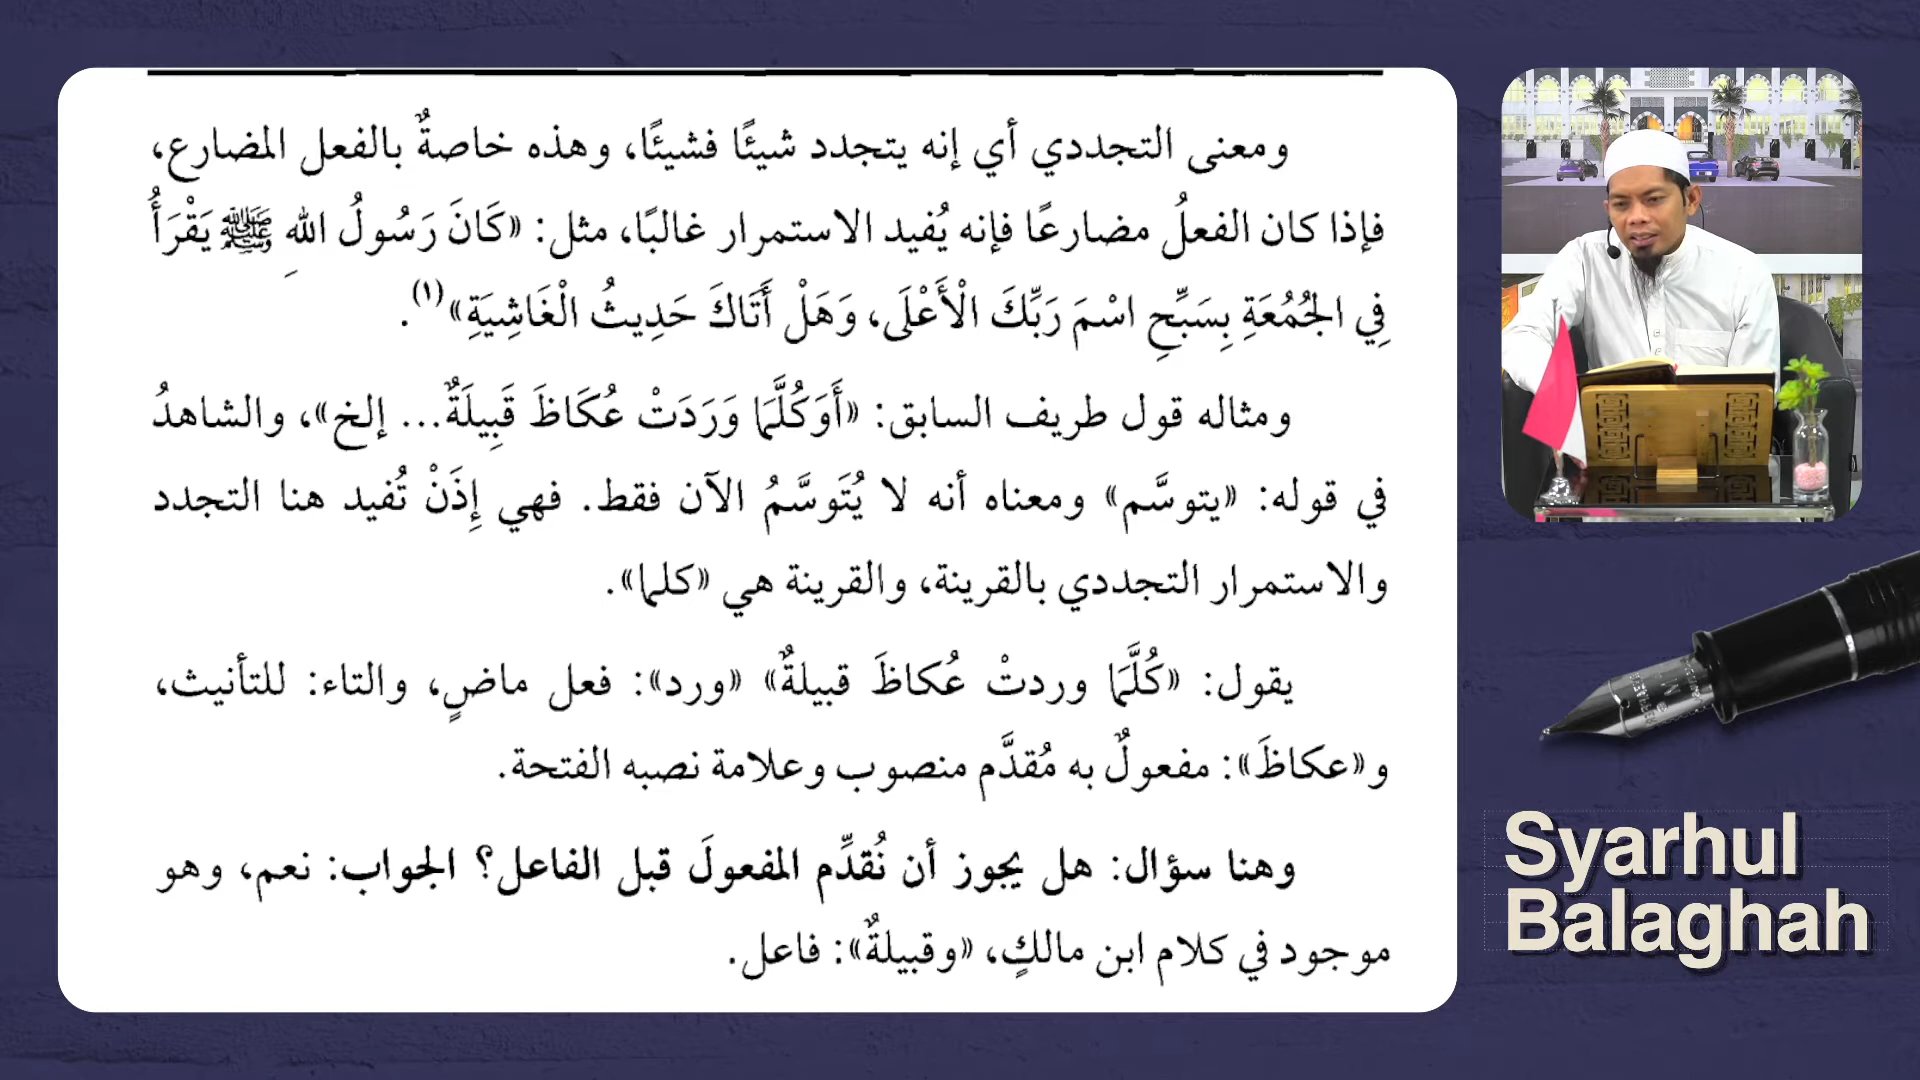 ومعنى التجددي أي إنه يتجدد شيئًا فشيئًا، وهذه خاصةٌ بالفعل المضارع،
فإذا كان الفعلُ مضارعًا فإنه يُفيد الاستمرار غالبًا، مثل: «كَانَ رَسُولُ اللهِ ﷺ يَقْرَأُ
فِي الْجُمُعَةِ بِسَبِّحِ اسْمَ رَبِّكَ الْأَعْلَى، وَهَلْ أَتَاكَ حَدِيثُ الْغَاشِيَةِ»(١).
ومثاله قول طريف السابق: «أَوَكُلَّمَا وَرَدَتْ عُكَاظَ قَبِيلَةٌ... إلخ»، والشاهدُ
في قوله: «يتوسَّم» ومعناه أنه لا يُتَوسَّمُ الآن فقط. فهي إِذَنْ تُفيد هنا التجدد
والاستمرار التجددي بالقرينة، والقرينة هي «كلما».
يقول: «كُلَّمَا وردتْ عُكاظَ قبيلةٌ» «ورد»: فعل ماضٍ، والتاء: للتأنيث،
و«عكاظَ»: مفعولٌ به مُقدَّم منصوب وعلامة نصبه الفتحة.
وهنا سؤال: هل يجوز أن نُقدِّم المفعولَ قبل الفاعل؟ الجواب: نعم، وهو
موجود في كلام ابن مالكٍ، «وقبيلةٌ»: فاعل.
Syarhul
Balaghah